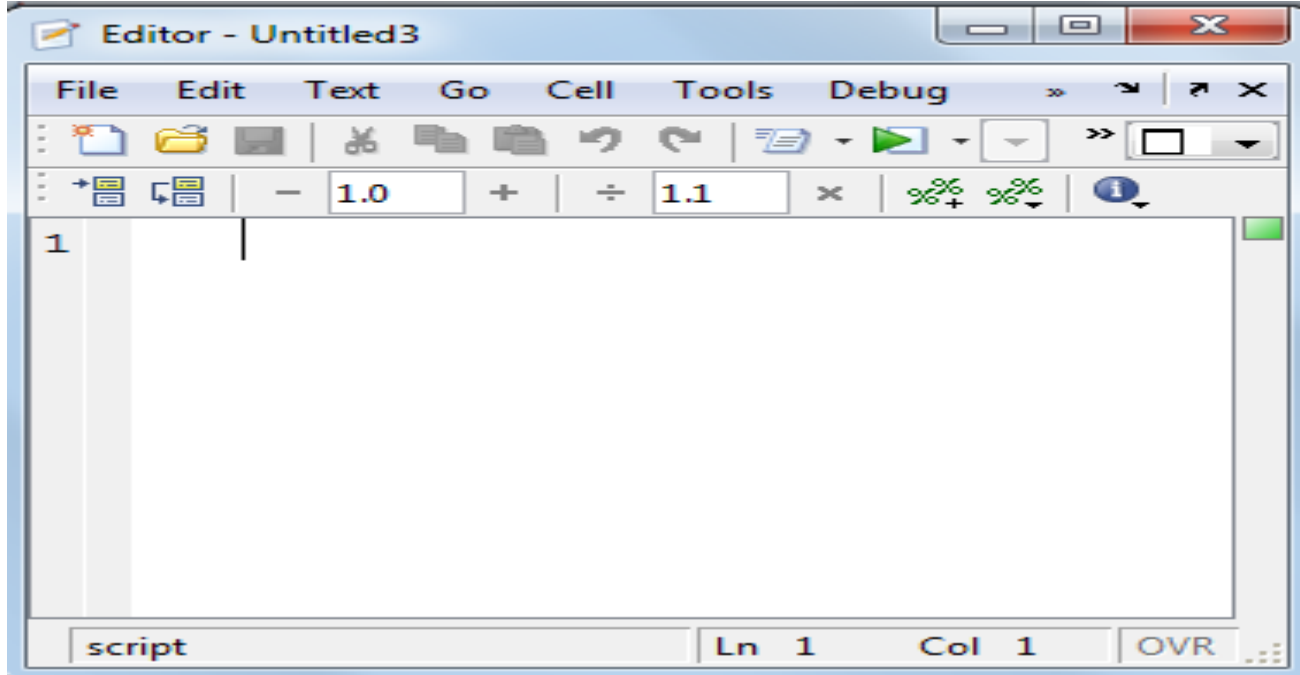 Editor - Untitled3
File Edit Text Go Cell Tools Debug »
»
− 1.0 + ÷ 1.1 × %% %%
1
script Ln 1 Col 1 OVR